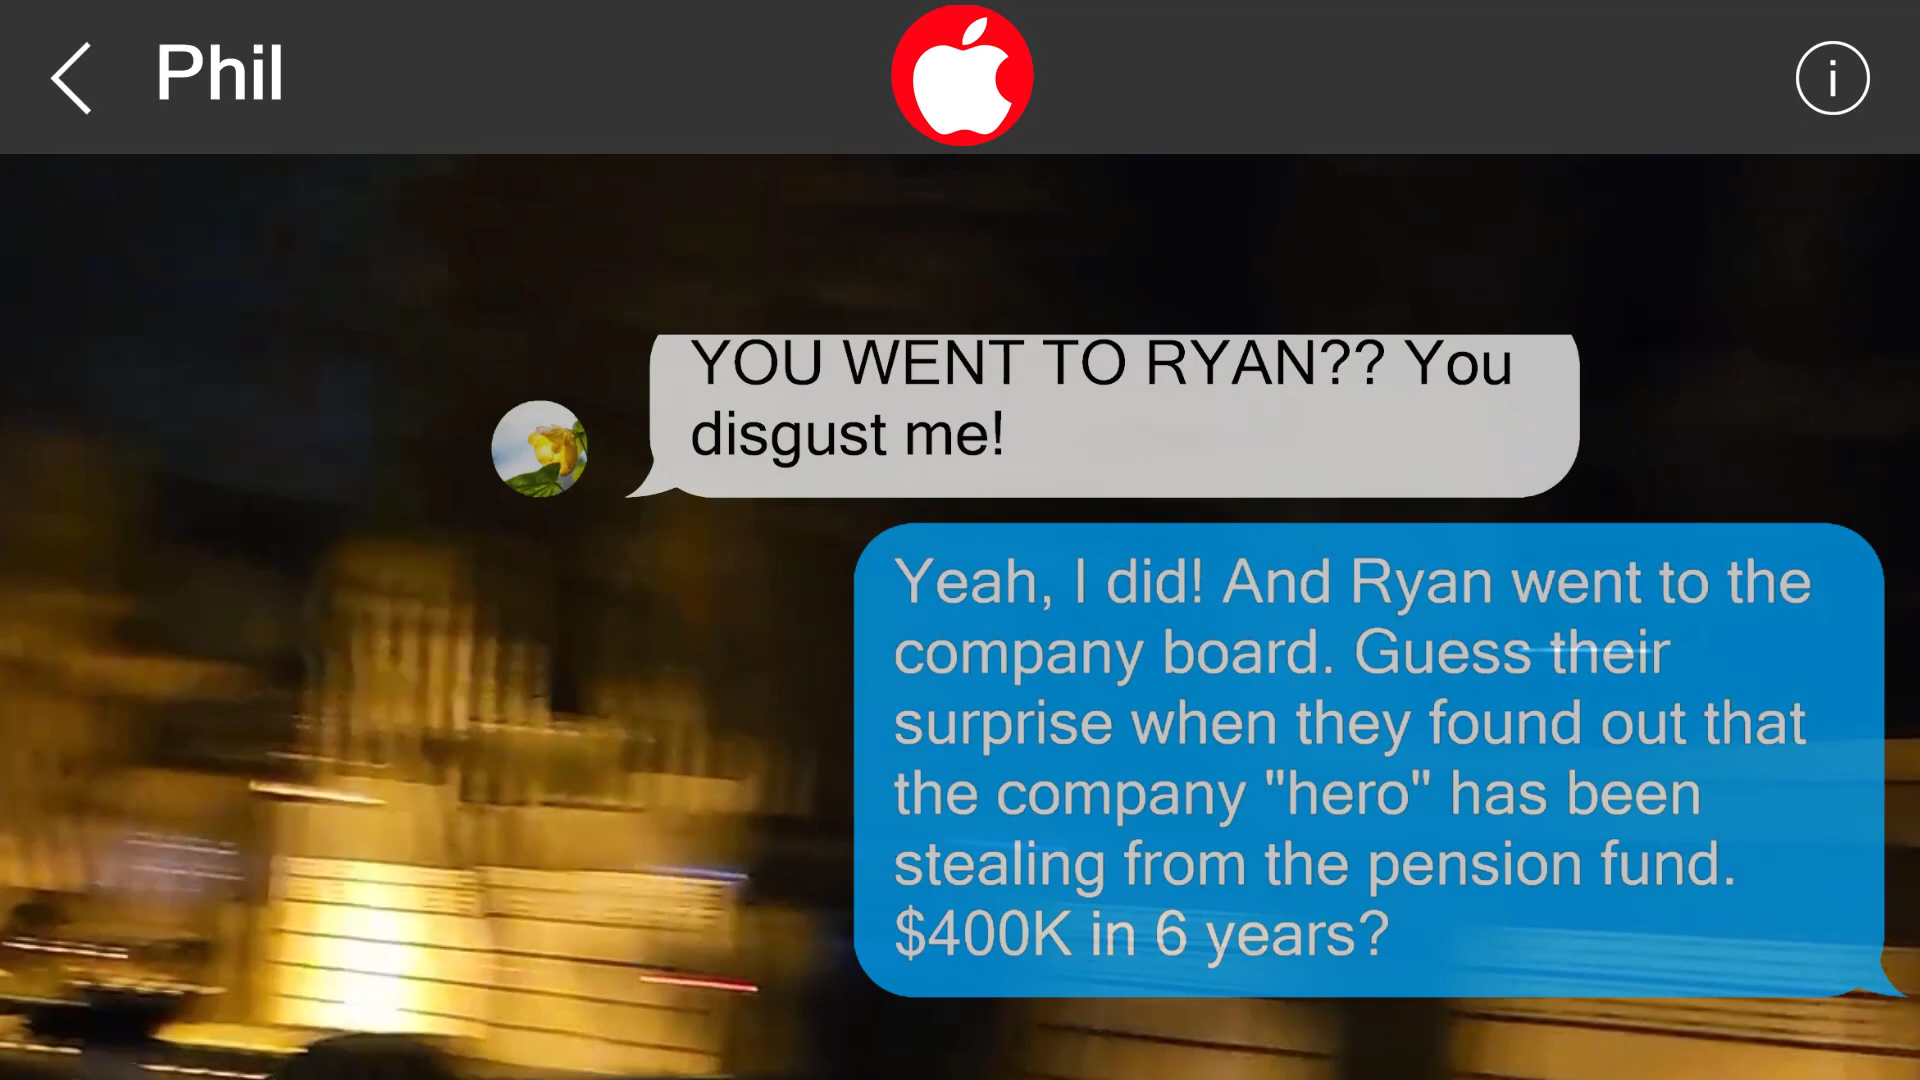 Phil
i
YOU WENT TO RYAN?? You
disgust me!
Yeah, I did! And Ryan went to the
company board. Guess their
surprise when they found out that
the company "hero" has been
stealing from the pension fund.
$400K in 6 years?